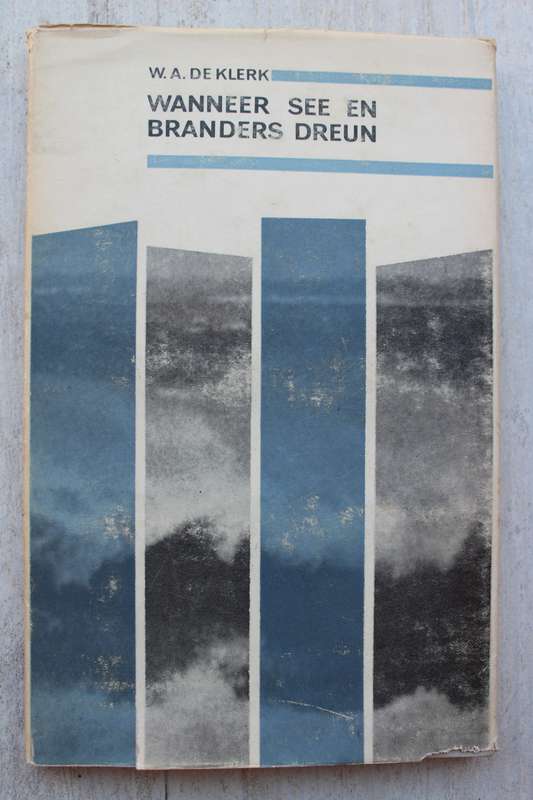 W. A. DE KLERK
WANNEER SEE EN
BRANDERS DREUN